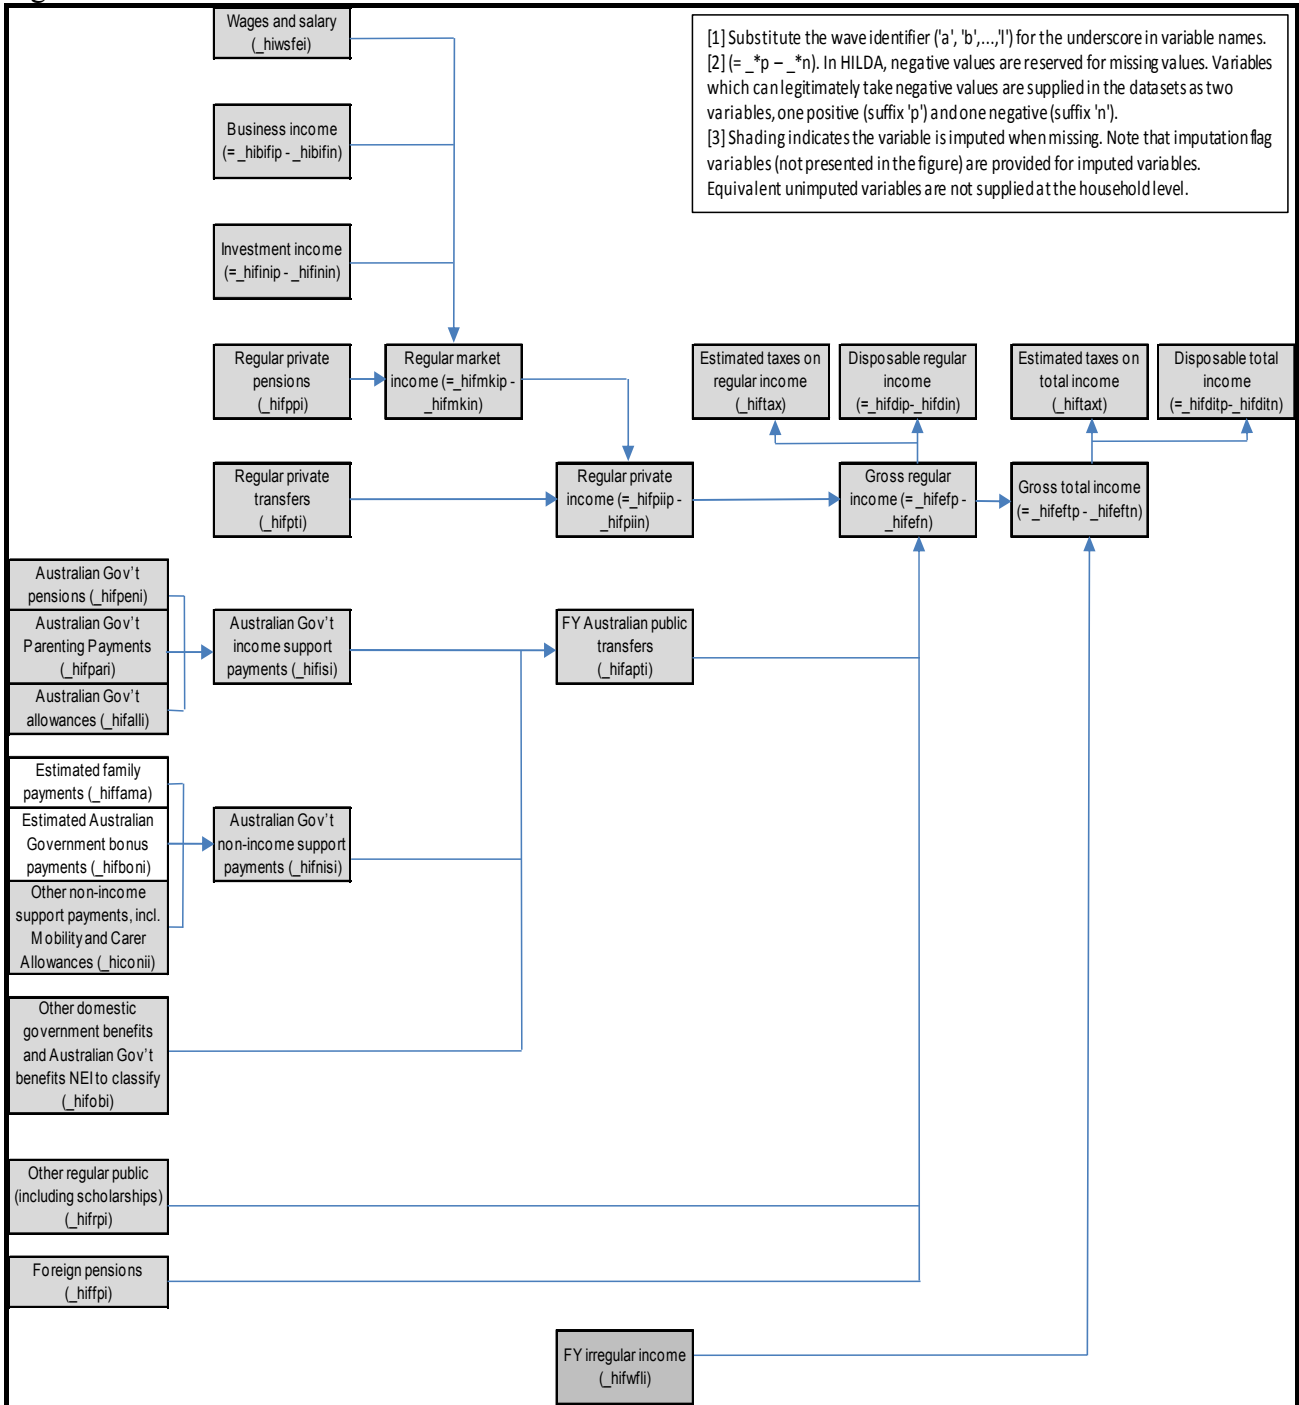 Wages and salary
(_hiwsfei)
[1] Substitute the wave identifier ('a', 'b',...,'l') for the underscore in variable names.
[2] (= _*p – _*n). In HILDA, negative values are reserved for missing values. Variables
which can legitimately take negative values are supplied in the datasets as two
variables, one positive (suffix 'p') and one negative (suffix 'n').
[3] Shading indicates the variable is imputed when missing. Note that imputation flag
variables (not presented in the figure) are provided for imputed variables.
Equivalent unimputed variables are not supplied at the household level.
Business income
(= _hibifip - _hibifin)
Investment income
(=_hifinip - _hifinin)
Regular private
pensions
(_hifppi)
Regular market
income (=_hifmkip -
_hifmkin)
Estimated taxes on
regular income
(_hiftax)
Disposable regular
income
(=_hifdip-_hifdin)
Estimated taxes on
total income
(_hiftaxt)
Disposable total
income
(=_hifditp-_hifditn)
Regular private
transfers
(_hifpti)
Regular private
income (=_hifpiip -
_hifpiin)
Gross regular
income (= _hifefp -
_hifefn)
Gross total income
(= _hifeftp - _hifeftn)
Australian Gov't
pensions (_hifpeni)
Australian Gov't
Parenting Payments
(_hifpari)
Australian Gov't
allowances (_hifalli)
Australian Gov't
income support
payments (_hifisi)
FY Australian public
transfers
(_hifapti)
Estimated family
payments (_hiffama)
Estimated Australian
Government bonus
payments (_hifboni)
Other non-income
support payments, incl.
Mobility and Carer
Allowances (_hiconii)
Australian Gov't
non-income support
payments (_hifnisi)
Other domestic
government benefits
and Australian Gov't
benefits NEI to classify
(_hifobi)
Other regular public
(including scholarships)
(_hifrpi)
Foreign pensions
(_hiffpi)
FY irregular income
(_hifwfli)